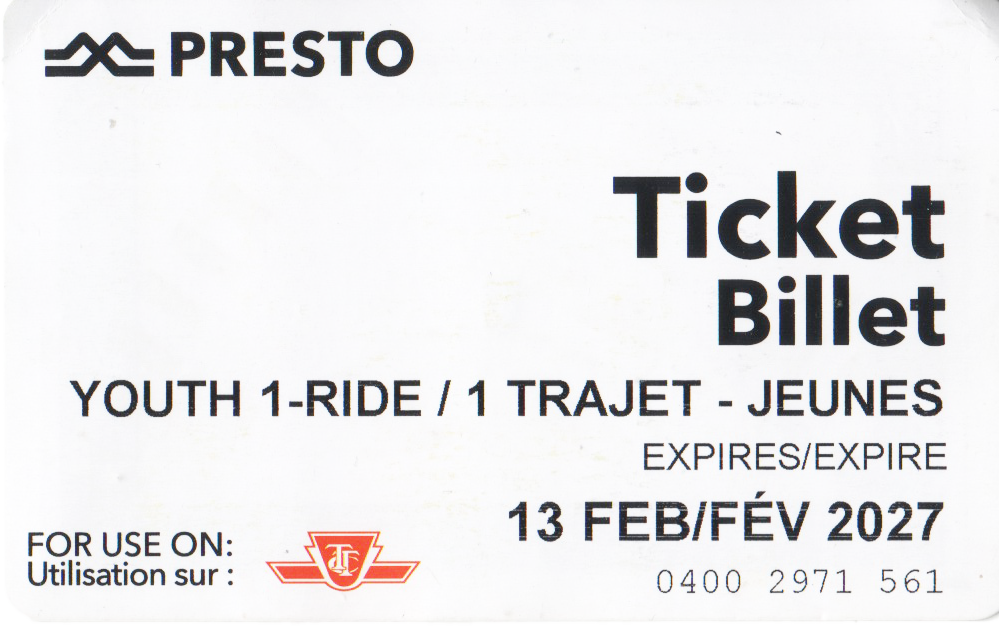 PRESTO
Ticket
Billet
YOUTH 1-RIDE / 1 TRAJET - JEUNES
EXPIRES/EXPIRE
13 FEB/FÉV 2027
FOR USE ON:
Utilisation sur :
TTC
0400 2971 561